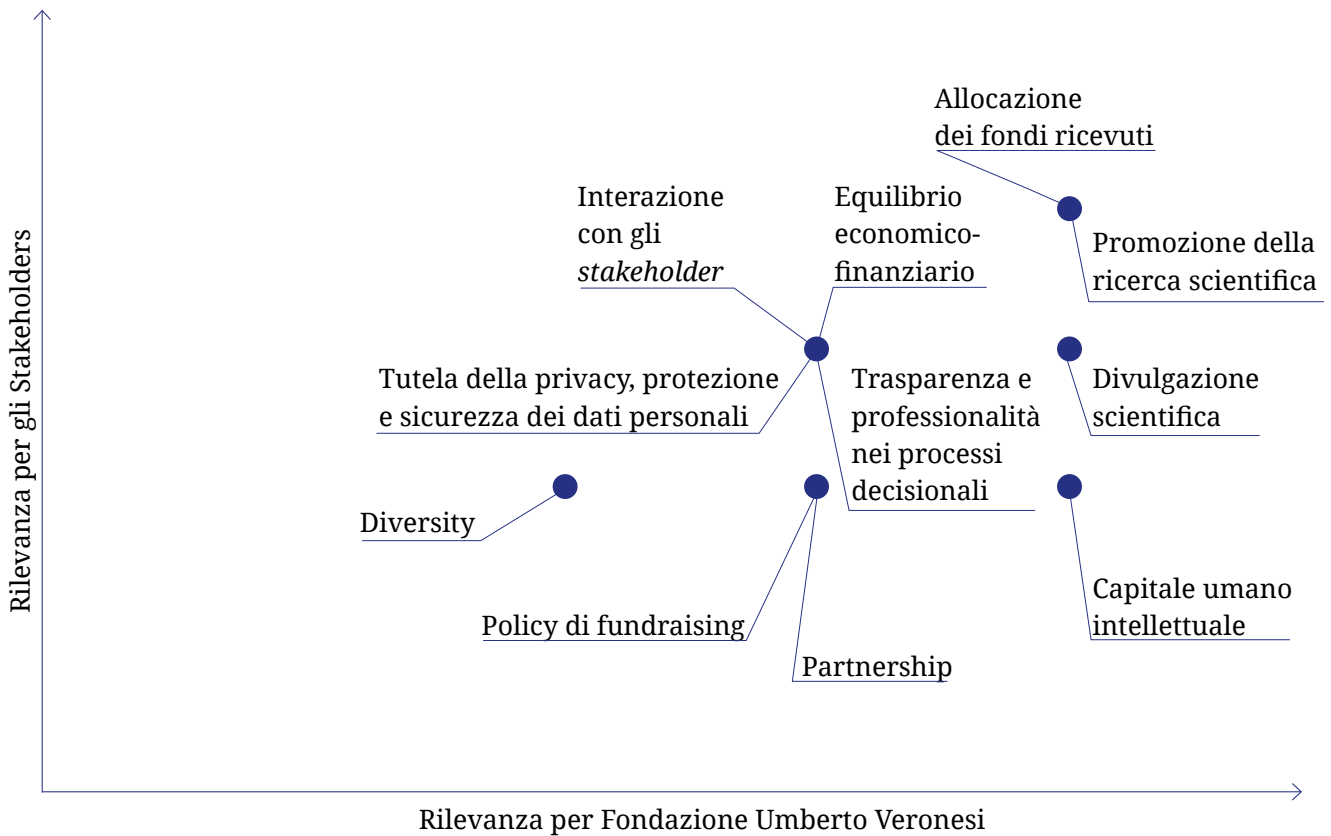 Allocazione
dei fondi ricevuti
Interazione
con gli
stakeholder
Equilibrio
economico-
finanziario
Promozione della
ricerca scientifica
Tutela della privacy, protezione
e sicurezza dei dati personali
Trasparenza e
professionalità
nei processi
decisionali
Divulgazione
scientifica
Diversity
Policy di fundraising
Partnership
Capitale umano
intellettuale
Rilevanza per gli Stakeholders
Rilevanza per Fondazione Umberto Veronesi